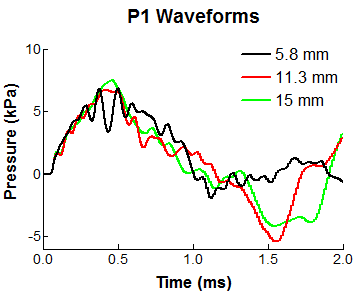 P1 Waveforms
10
5
0
-5
Pressure (kPa)
5.8 mm
11.3 mm
15 mm
0.0 0.5 1.0 1.5 2.0
Time (ms)